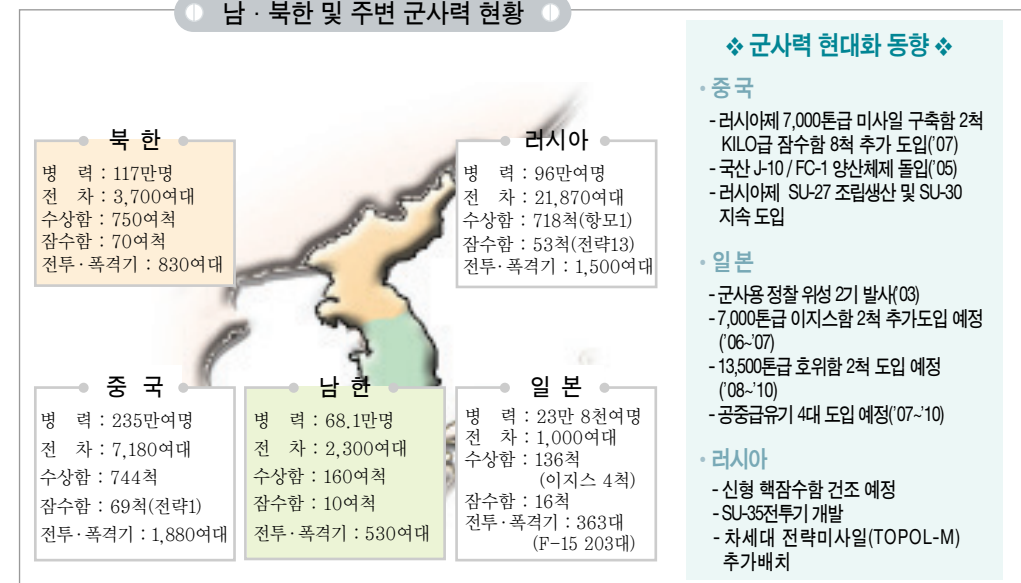 남 · 북한 및 주변 군사력 현황
북 한
병 력 : 117만명
전 차 : 3,700여대
수상함 : 750여척
잠수함 : 70여척
전투·폭격기 : 830여대
러시아
병 력 : 96만여명
전 차 : 21,870여대
수상함 : 718척(항모1)
잠수함 : 53척(전략13)
전투·폭격기 : 1,500여대
중 국
병 력 : 235만여명
전 차 : 7,180여대
수상함 : 744척
잠수함 : 69척(전략1)
전투·폭격기 : 1,880여대
남 한
병 력 : 68.1만명
전 차 : 2,300여대
수상함 : 160여척
잠수함 : 10여척
전투·폭격기 : 530여대
일 본
병 력 : 23만 8천여명
전 차 : 1,000여대
수상함 : 136척
(이지스 4척)
잠수함 : 16척
전투·폭격기 : 363대
(F-15 203대)
❖ 군사력 현대화 동향 ❖
· 중국
- 러시아제 7,000톤급 미사일 구축함 2척
KILO급 잠수함 8척 추가 도입('07)
- 국산 J-10 / FC-1 양산체제 돌입('05)
- 러시아제 SU-27 조립생산 및 SU-30
지속 도입
· 일본
- 군사용 정찰 위성 2기 발사('03)
- 7,000톤급 이지스함 2척 추가도입 예정
('06~'07)
- 13,500톤급 호위함 2척 도입 예정
('08~'10)
- 공중급유기 4대 도입 예정('07~'10)
· 러시아
- 신형 핵잠수함 건조 예정
- SU-35전투기 개발
- 차세대 전략미사일(TOPOL-M)
추가배치